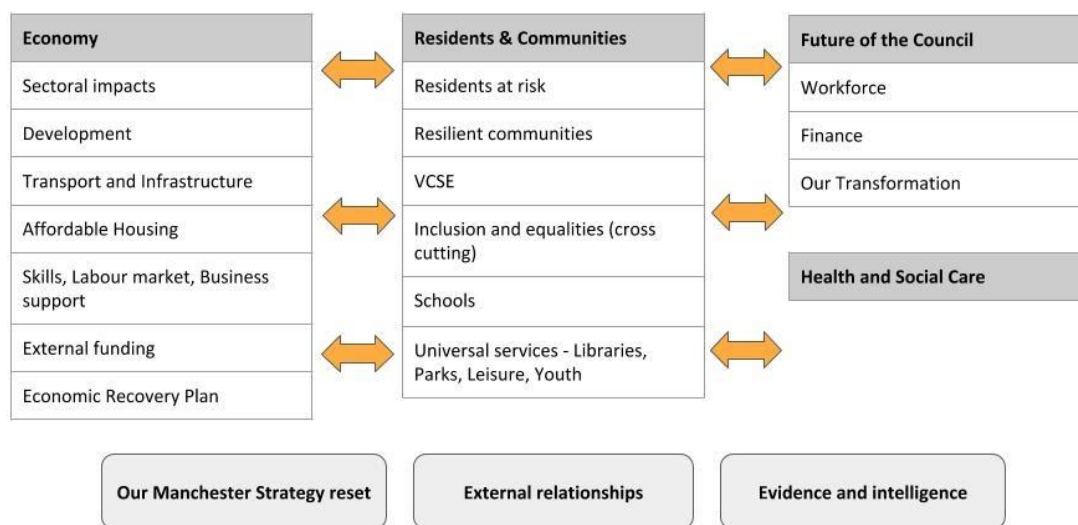 Economy
Sectoral impacts
Development
Transport and Infrastructure
Affordable Housing
Skills, Labour market, Business
support
External funding
Economic Recovery Plan
Residents & Communities
Residents at risk
Resilient communities
VCSE
Inclusion and equalities (cross
cutting)
Schools
Universal services - Libraries,
Parks, Leisure, Youth
Future of the Council
Workforce
Finance
Our Transformation
Health and Social Care
Our Manchester Strategy reset
External relationships
Evidence and intelligence